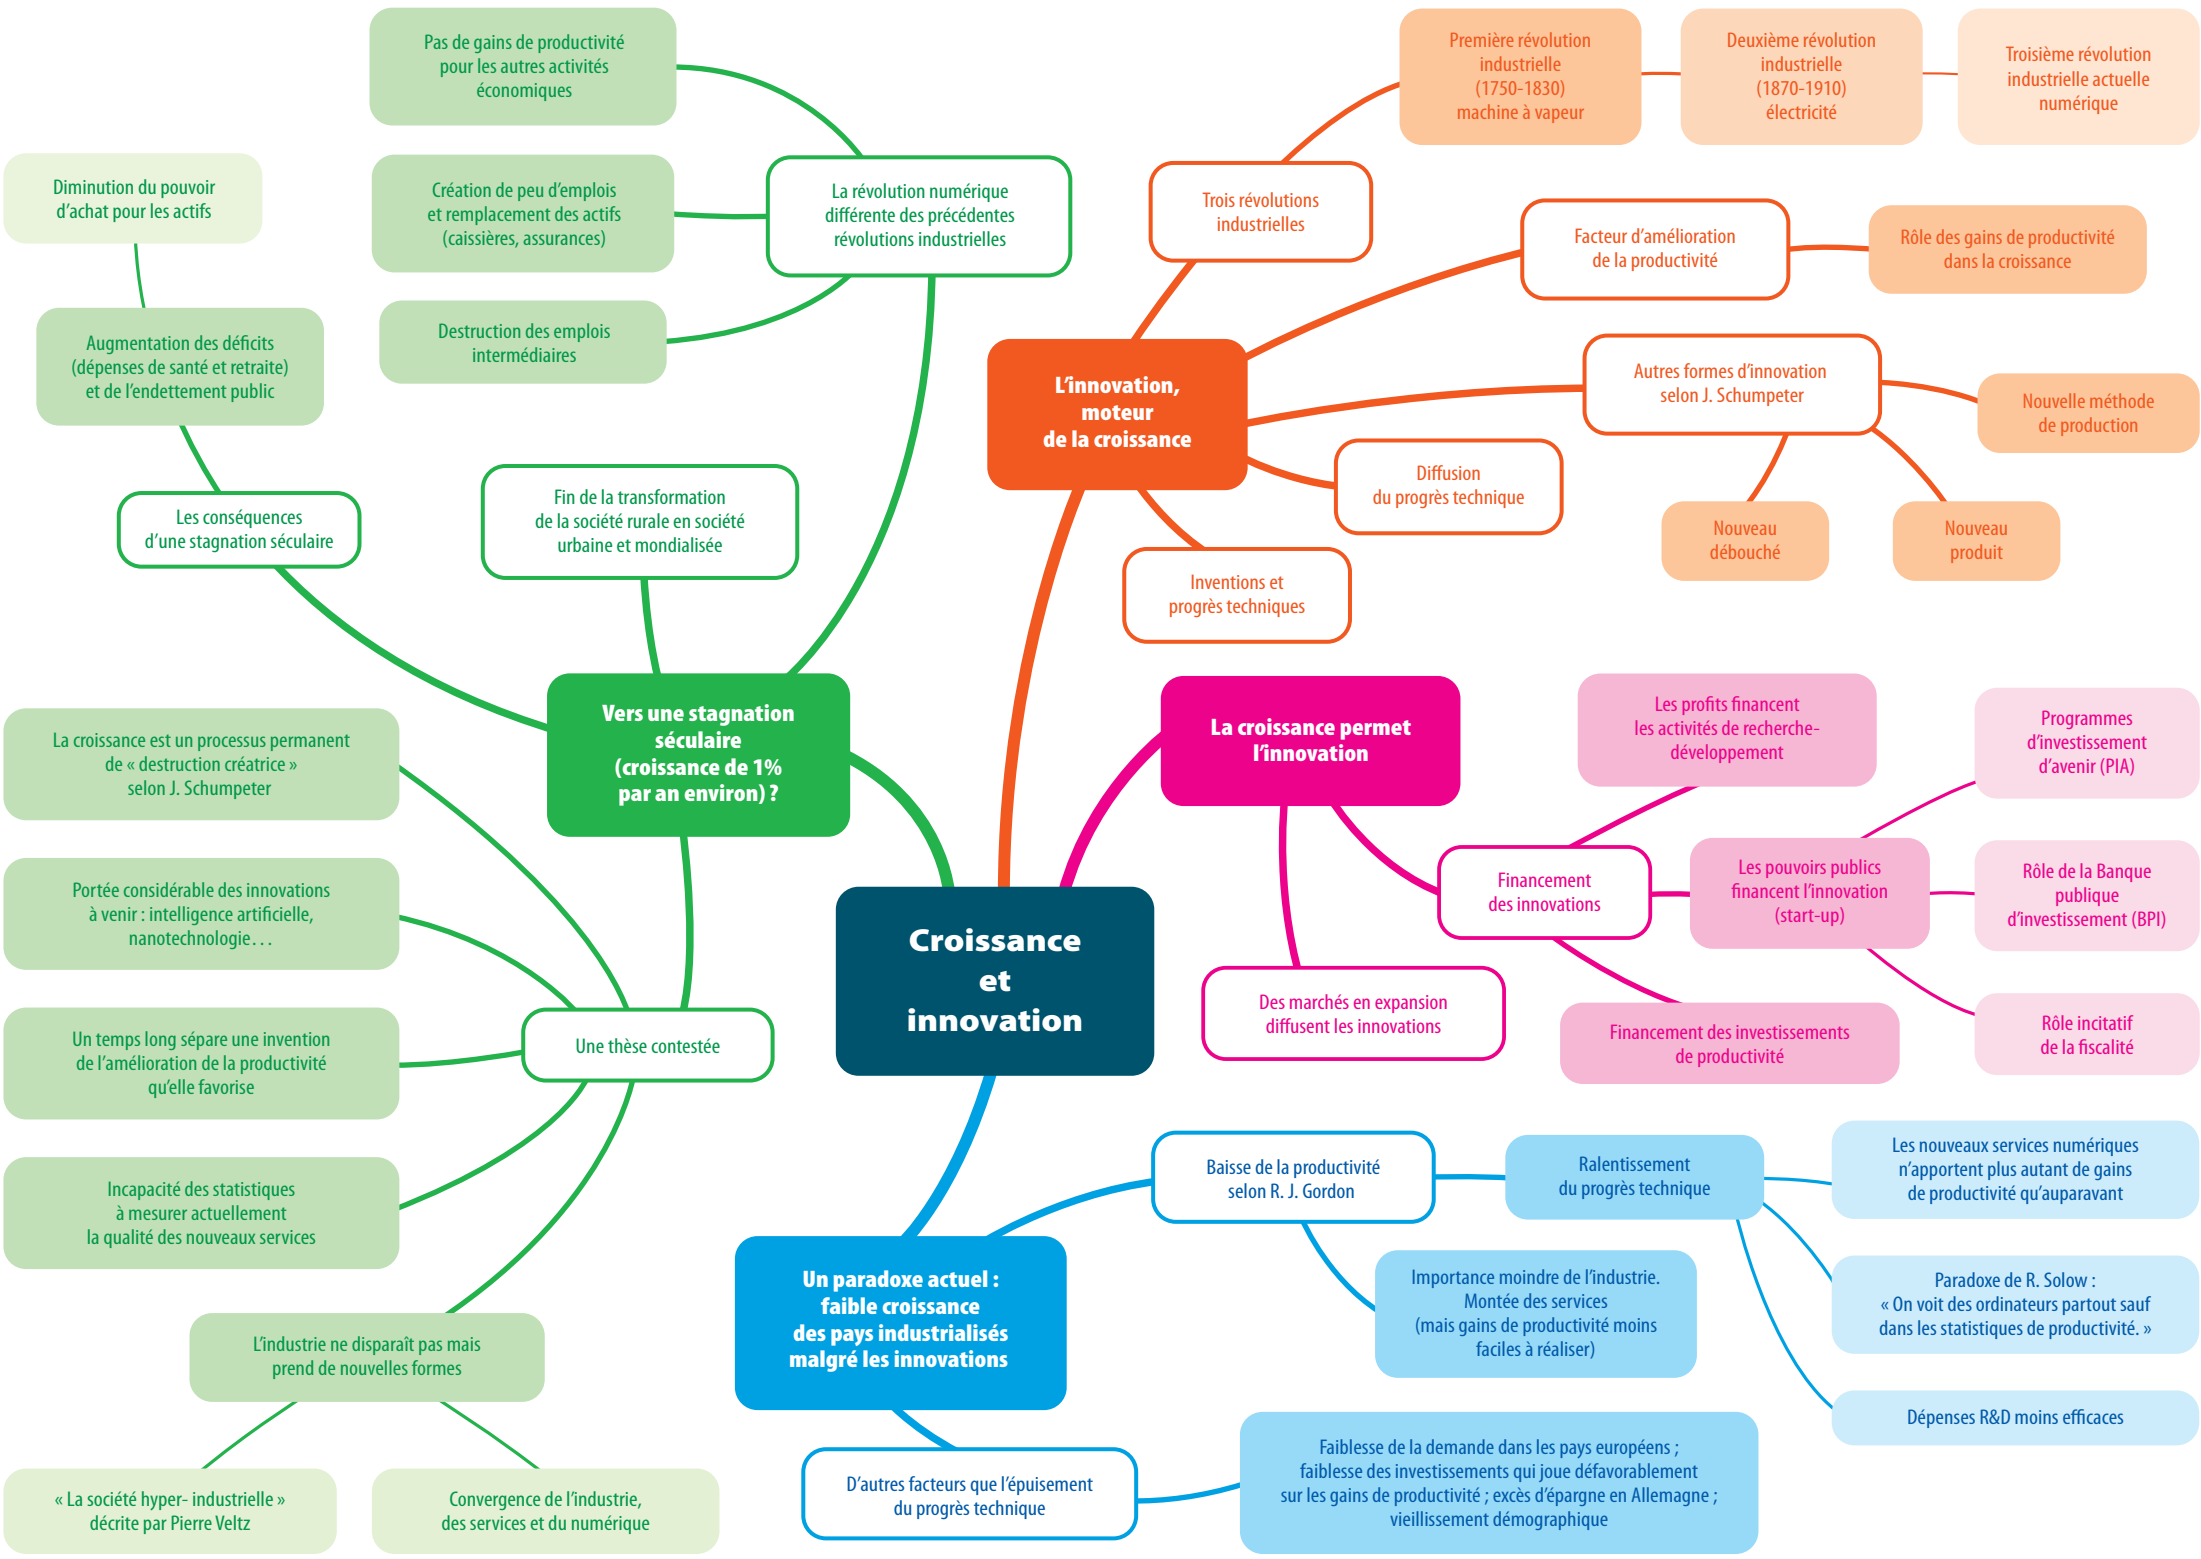 Croissance
et
innovation
L'innovation,
moteur
de la croissance
Trois révolutions
industrielles
Première révolution
industrielle
(1750-1830)
machine à vapeur
Deuxième révolution
industrielle
(1870-1910)
électricité
Troisième révolution
industrielle actuelle
numérique
Facteur d'amélioration
de la productivité
Rôle des gains de productivité
dans la croissance
Autres formes d'innovation
selon J. Schumpeter
Nouvelle méthode
de production
Nouveau
produit
Nouveau
débouché
Diffusion
du progrès technique
Inventions et
progrès techniques
La croissance permet
l'innovation
Les profits financent
les activités de recherche-
développement
Financement
des innovations
Les pouvoirs publics
financent l'innovation
(start-up)
Programmes
d'investissement
d'avenir (PIA)
Rôle de la Banque
publique
d'investissement (BPI)
Rôle incitatif
de la fiscalité
Financement des investissements
de productivité
Des marchés en expansion
diffusent les innovations
Un paradoxe actuel :
faible croissance
des pays industrialisés
malgré les innovations
Baisse de la productivité
selon R. J. Gordon
Ralentissement
du progrès technique
Les nouveaux services numériques
n'apportent plus autant de gains
de productivité qu'auparavant
Paradoxe de R. Solow :
« On voit des ordinateurs partout sauf
dans les statistiques de productivité. »
Dépenses R&D moins efficaces
Importance moindre de l'industrie.
Montée des services
(mais gains de productivité moins
faciles à réaliser)
D'autres facteurs que l'épuisement
du progrès technique
Faiblesse de la demande dans les pays européens ;
faiblesse des investissements qui joue défavorablement
sur les gains de productivité ; excès d'épargne en Allemagne ;
vieillissement démographique
Vers une stagnation
séculaire
(croissance de 1%
par an environ) ?
La révolution numérique
différente des précédentes
révolutions industrielles
Pas de gains de productivité
pour les autres activités
économiques
Création de peu d'emplois
et remplacement des actifs
(caissières, assurances)
Destruction des emplois
intermédiaires
Fin de la transformation
de la société rurale en société
urbaine et mondialisée
Les conséquences
d'une stagnation séculaire
Augmentation des déficits
(dépenses de santé et retraite)
et de l'endettement public
Diminution du pouvoir
d'achat pour les actifs
Une thèse contestée
La croissance est un processus permanent
de « destruction créatrice »
selon J. Schumpeter
Portée considérable des innovations
à venir : intelligence artificielle,
nanotechnologie…
Un temps long sépare une invention
de l'amélioration de la productivité
qu'elle favorise
Incapacité des statistiques
à mesurer actuellement
la qualité des nouveaux services
L'industrie ne disparaît pas mais
prend de nouvelles formes
« La société hyper- industrielle »
décrite par Pierre Veltz
Convergence de l'industrie,
des services et du numérique